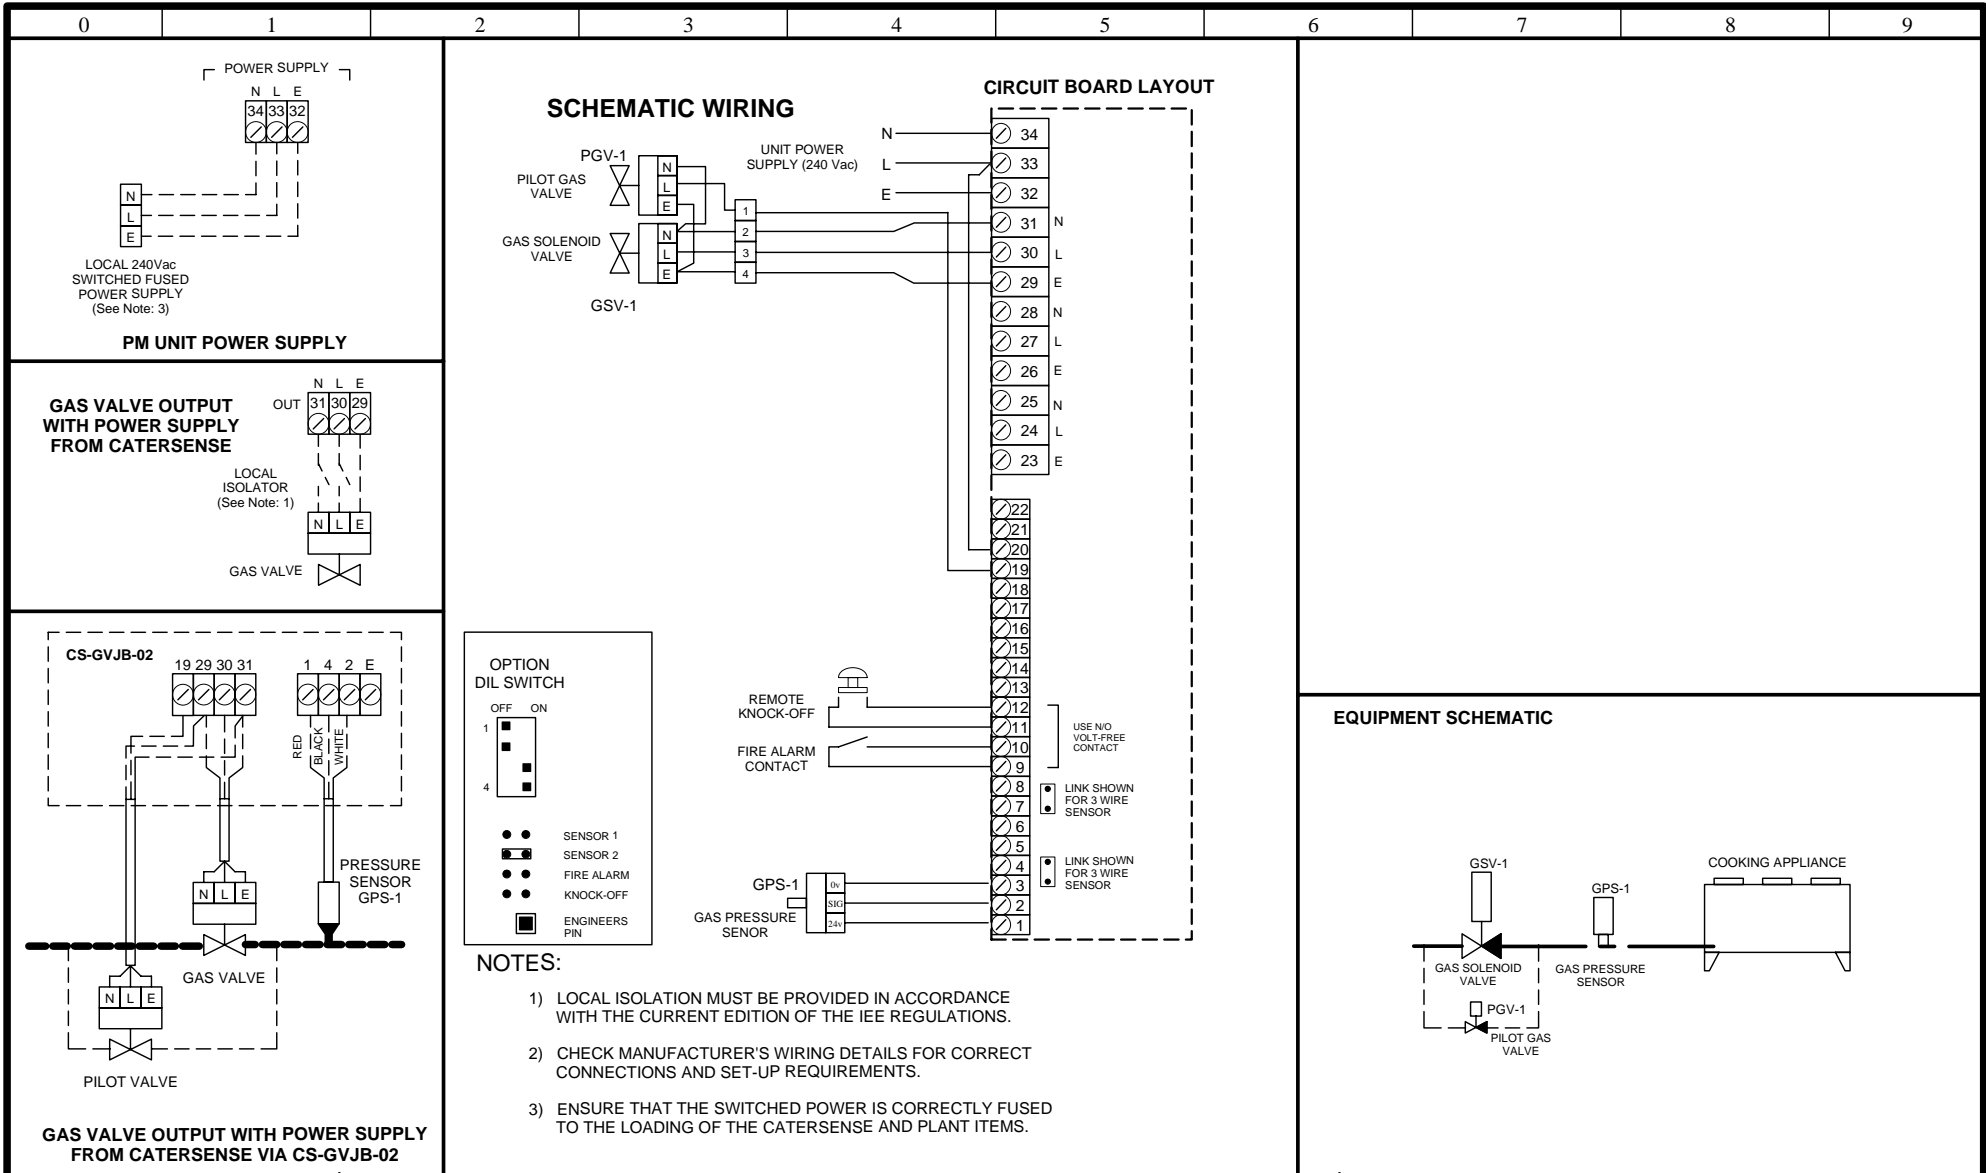 0 1 2 3 4 5 6 7 8 9
POWER SUPPLY
N L E
34 33 32
N
L
E
LOCAL 240Vac
SWITCHED FUSED
POWER SUPPLY
(See Note: 3)
PM UNIT POWER SUPPLY
GAS VALVE OUTPUT
WITH POWER SUPPLY
FROM CATERSENSE
N L E
OUT 31 30 29
LOCAL
ISOLATOR
(See Note: 1)
N L E
GAS VALVE
CS-GVJB-02
19 29 30 31
1 4 2 E
RED
BLACK
WHITE
PRESSURE
SENSOR
GPS-1
N L E
GAS VALVE
N L E
PILOT VALVE
GAS VALVE OUTPUT WITH POWER SUPPLY
FROM CATERSENSE VIA CS-GVJB-02
SCHEMATIC WIRING
PGV-1
PILOT GAS
VALVE
N
L
E
GAS SOLENOID
VALVE
N
L
E
GSV-1
1
2
3
4
UNIT POWER
SUPPLY (240 Vac)
N
L
E
CIRCUIT BOARD LAYOUT
34
33
32
31 N
30 L
29 E
28 N
27 L
26 E
25 N
24 L
23 E
22
21
20
19
18
17
16
15
14
13
12
11
10
9
8
7
6
5
4
3
2
1
REMOTE
KNOCK-OFF
FIRE ALARM
CONTACT
USE N/O
VOLT-FREE
CONTACT
LINK SHOWN
FOR 3 WIRE
SENSOR
LINK SHOWN
FOR 3 WIRE
SENSOR
GPS-1
GAS PRESSURE
SENOR
0v
SIG
24v
OPTION
DIL SWITCH
OFF ON
1
4
SENSOR 1
SENSOR 2
FIRE ALARM
KNOCK-OFF
ENGINEERS
PIN
NOTES:
1) LOCAL ISOLATION MUST BE PROVIDED IN ACCORDANCE
WITH THE CURRENT EDITION OF THE IEE REGULATIONS.
2) CHECK MANUFACTURER'S WIRING DETAILS FOR CORRECT
CONNECTIONS AND SET-UP REQUIREMENTS.
3) ENSURE THAT THE SWITCHED POWER IS CORRECTLY FUSED
TO THE LOADING OF THE CATERSENSE AND PLANT ITEMS.
EQUIPMENT SCHEMATIC
GSV-1
GPS-1
COOKING APPLIANCE
GAS SOLENOID
VALVE
GAS PRESSURE
SENSOR
PGV-1
PILOT GAS
VALVE